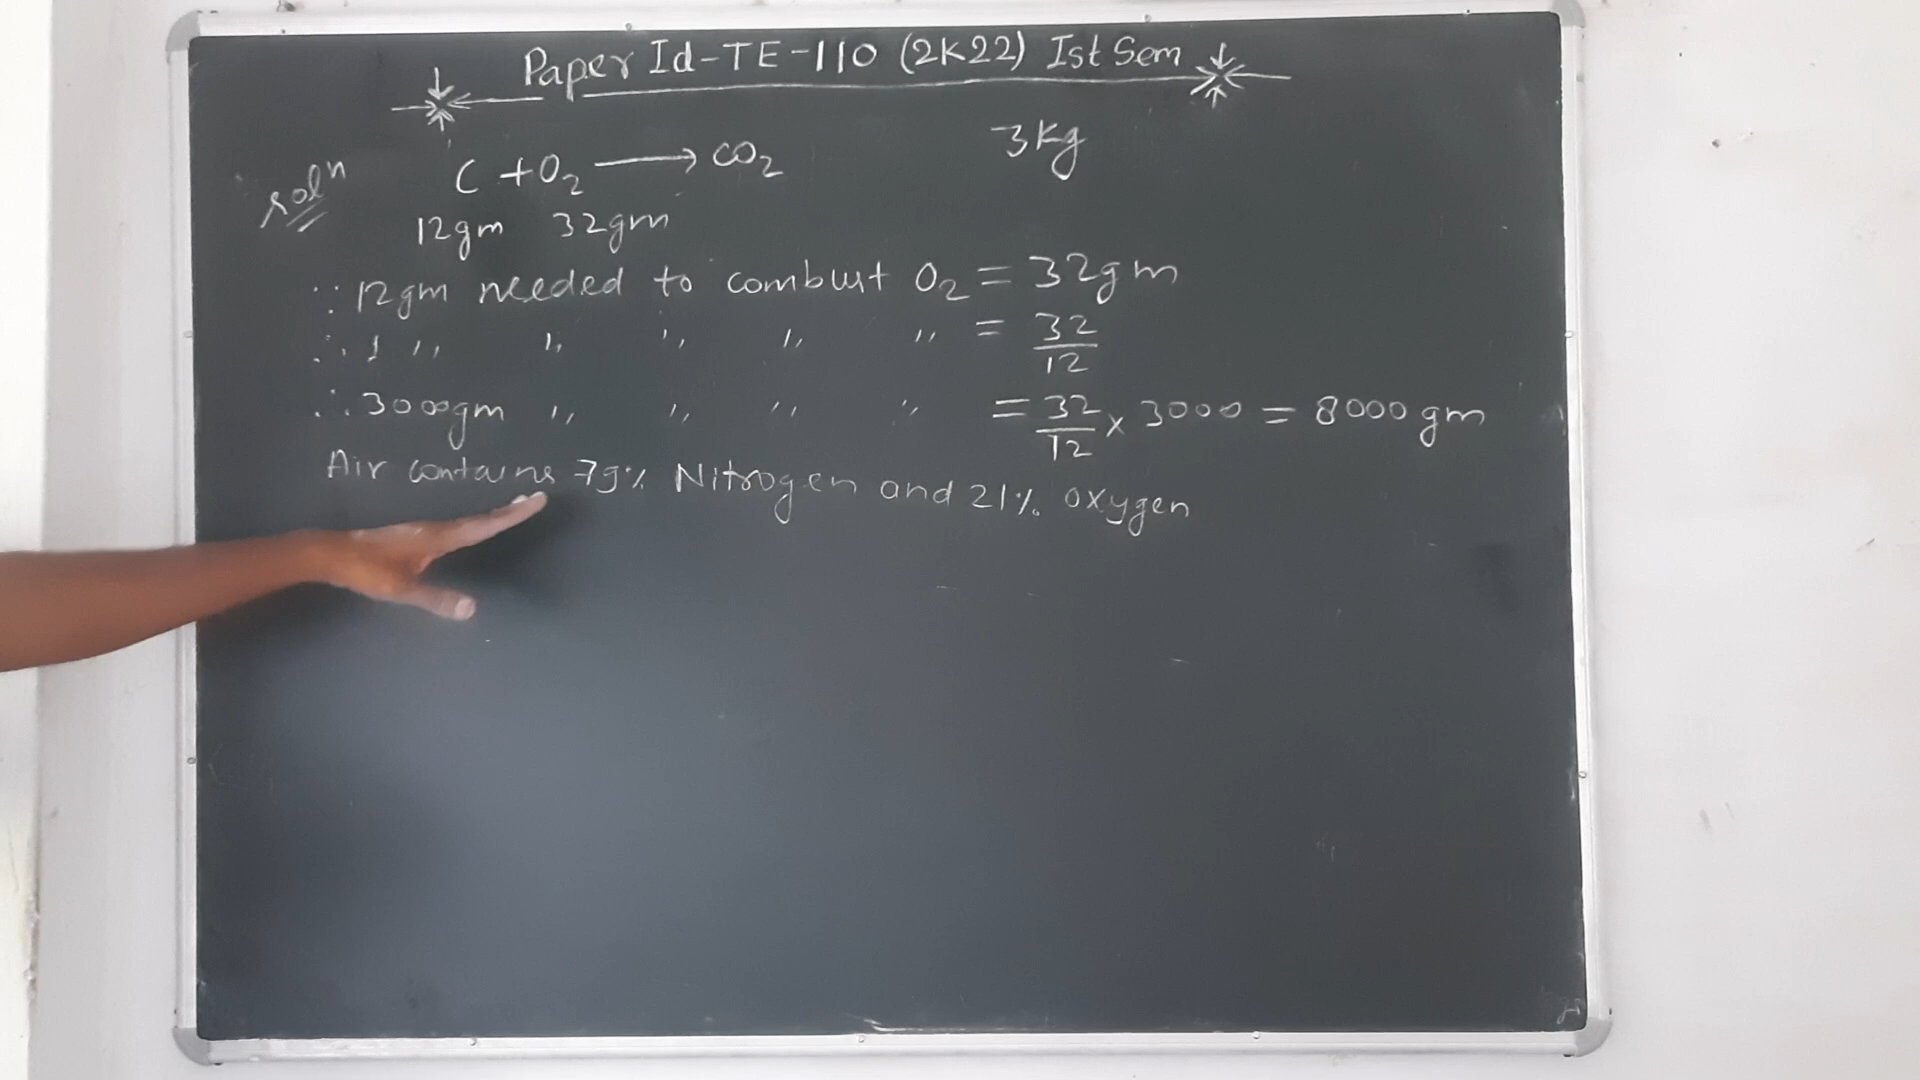 Paper Id-TE-110 (2K22) Ist Sem
3Kg
solⁿ
C + O₂ ⟶ CO₂
12gm 32gm
∵ 12gm needed to combust O₂ = 32gm
∴ 1 ,, ,, ,, ,, ,, = 32/12
∴ 3000gm ,, ,, ,, ,, = 32/12 × 3000 = 8000 gm
Air contains 79% Nitrogen and 21% oxygen